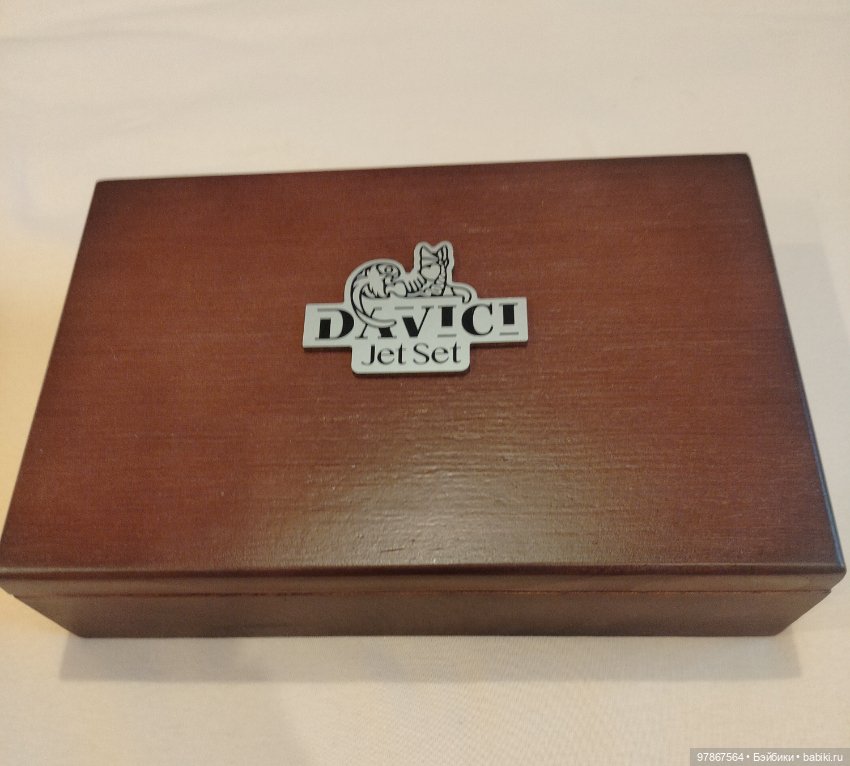 DAVICI
Jet Set
97867564 • Бэйбики • babiki.ru